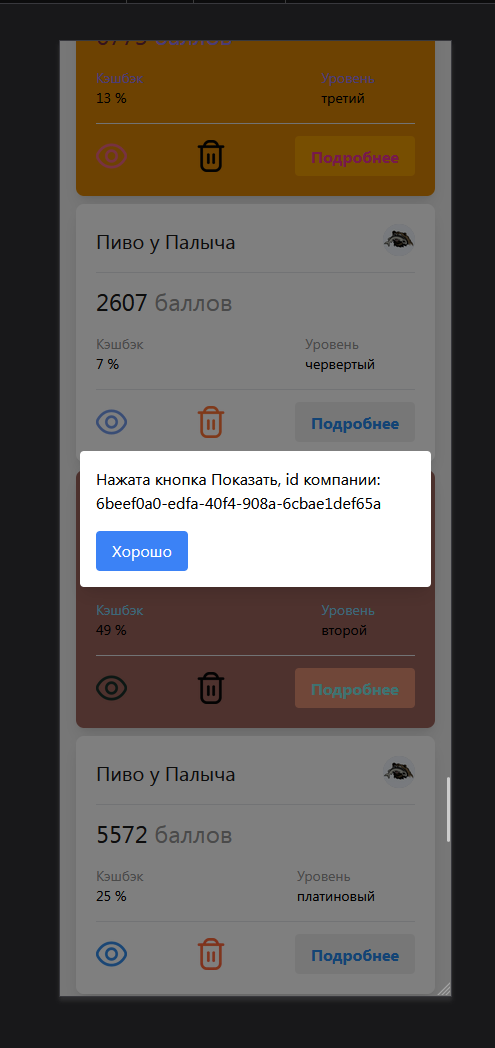 6775 баллов
Кэшбэк Уровень
13 % третий
Подробнее
Пиво у Палыча
2607 баллов
Кэшбэк Уровень
7 % червертый
Подробнее
Нажата кнопка Показать, id компании:
6beef0a0-edfa-40f4-908a-6cbae1def65a
Хорошо
Кэшбэк Уровень
49 % второй
Подробнее
Пиво у Палыча
5572 баллов
Кэшбэк Уровень
25 % платиновый
Подробнее